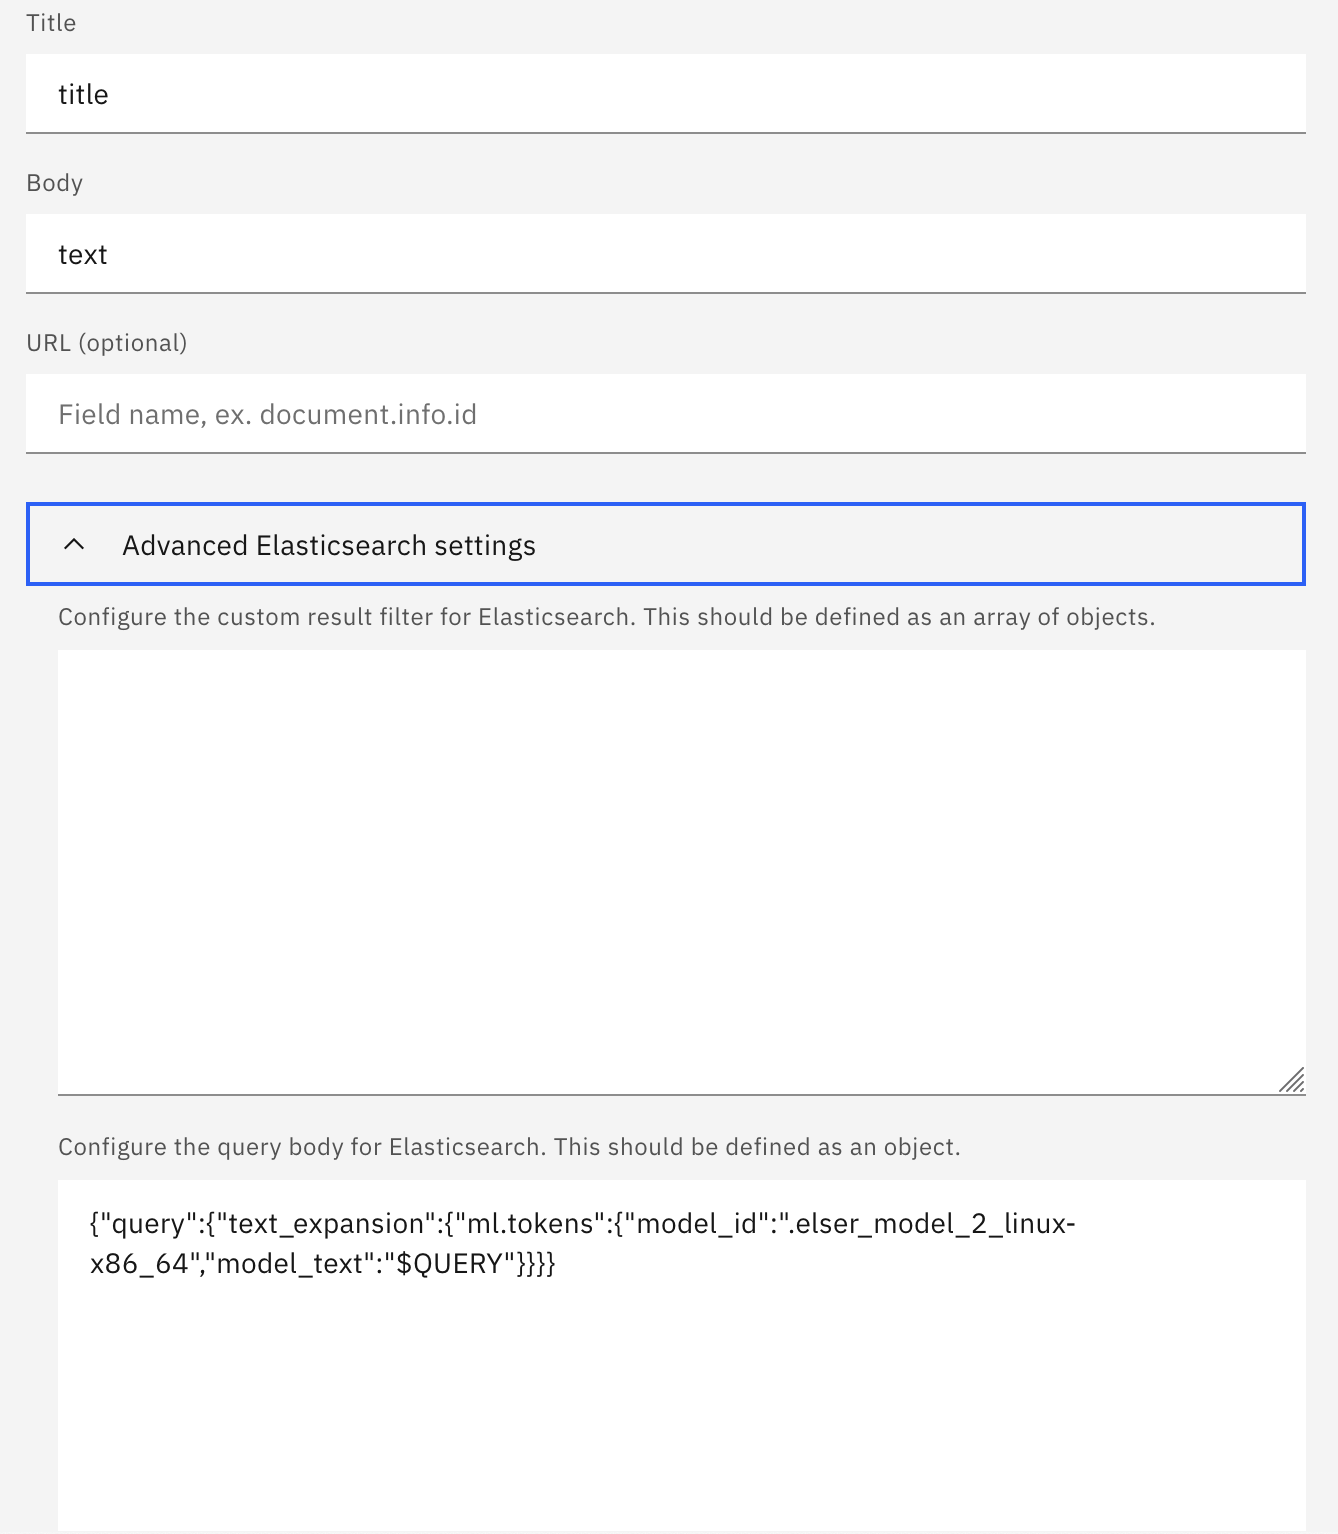 Title
title
Body
text
URL (optional)
Field name, ex. document.info.id
Advanced Elasticsearch settings
Configure the custom result filter for Elasticsearch. This should be defined as an array of objects.
Configure the query body for Elasticsearch. This should be defined as an object.
{"query":{"text_expansion":{"ml.tokens":{"model_id":".elser_model_2_linux-
x86_64","model_text":"$QUERY"}}}}